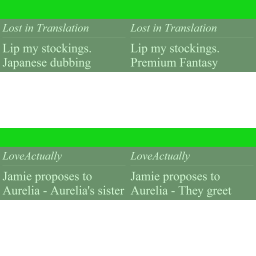 Lost in Translation Lost in Translation
Lip my stockings. Lip my stockings.
Japanese dubbing Premium Fantasy
LoveActually LoveActually
Jamie proposes to Jamie proposes to
Aurelia - Aurelia's sister Aurelia - They greet